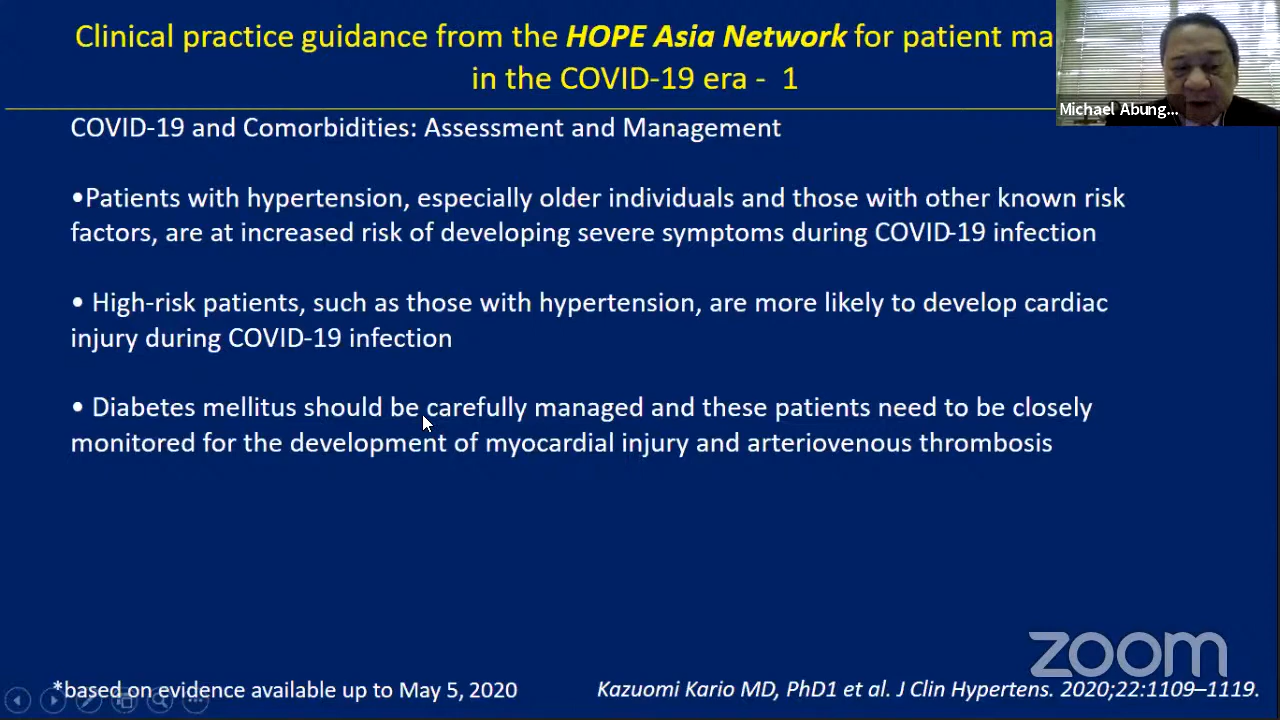 Clinical practice guidance from the HOPE Asia Network for patient ma
in the COVID-19 era - 1
Michael Abung...
COVID-19 and Comorbidities: Assessment and Management
•Patients with hypertension, especially older individuals and those with other known risk
factors, are at increased risk of developing severe symptoms during COVID-19 infection
• High-risk patients, such as those with hypertension, are more likely to develop cardiac
injury during COVID-19 infection
• Diabetes mellitus should be carefully managed and these patients need to be closely
monitored for the development of myocardial injury and arteriovenous thrombosis
zoom
*based on evidence available up to May 5, 2020
Kazuomi Kario MD, PhD1 et al. J Clin Hypertens. 2020;22:1109–1119.